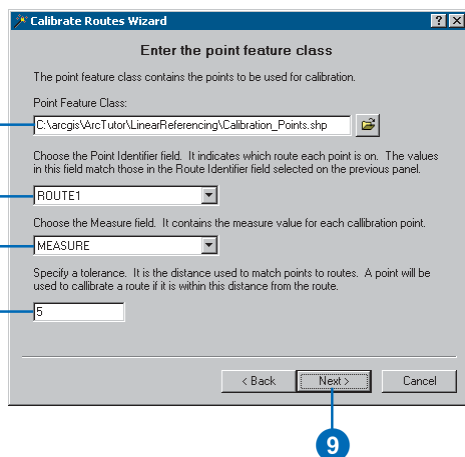 Calibrate Routes Wizard
Enter the point feature class
The point feature class contains the points to be used for calibration.
Point Feature Class:
C:\arcgis\ArcTutor\LinearReferencing\Calibration_Points.shp
Choose the Point Identifier field.  It indicates which route each point is on.  The values
in this field match those in the Route Identifier field selected on the previous panel.
ROUTE1
Choose the Measure field.  It contains the measure value for each callibration point.
MEASURE
Specify a tolerance.  It is the distance used to match points to routes.  A point will be
used to callibrate a route if it is within this distance from the route.
5
< Back
Next >
Cancel
9